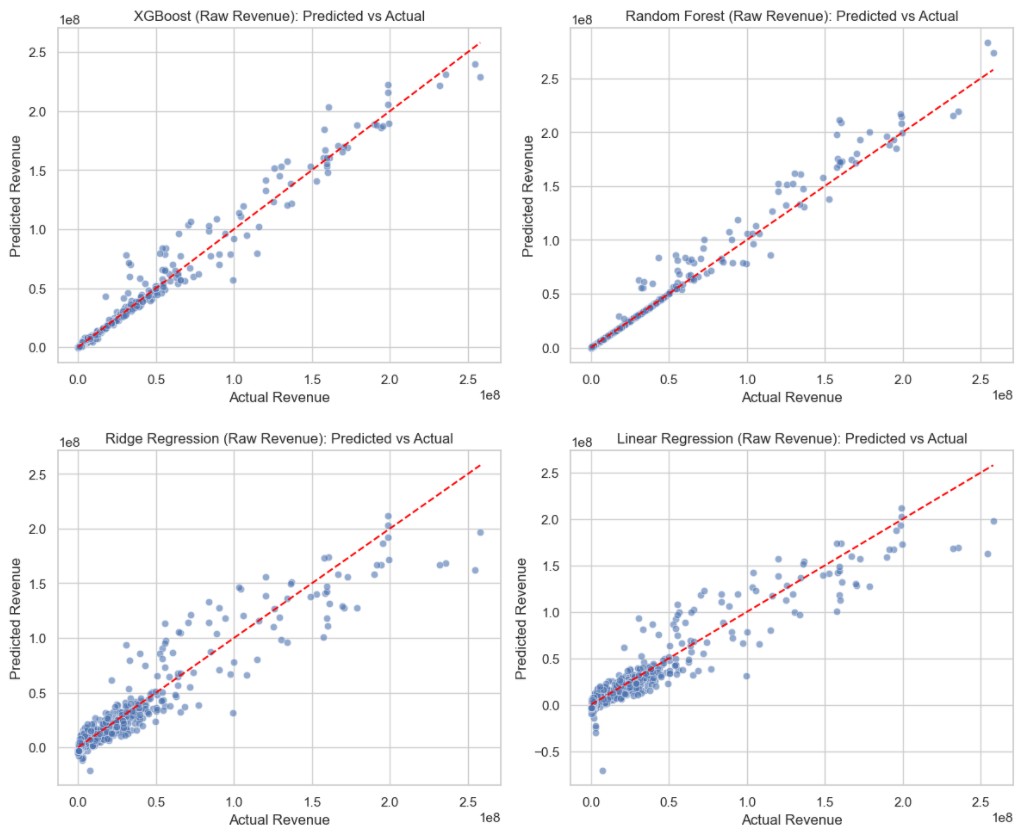 XGBoost (Raw Revenue): Predicted vs Actual
1e8
2.5
2.0
1.5
1.0
0.5
0.0
Predicted Revenue
0.0 0.5 1.0 1.5 2.0 2.5
Actual Revenue
1e8
Random Forest (Raw Revenue): Predicted vs Actual
1e8
2.5
2.0
1.5
1.0
0.5
0.0
Predicted Revenue
0.0 0.5 1.0 1.5 2.0 2.5
Actual Revenue
1e8
Ridge Regression (Raw Revenue): Predicted vs Actual
1e8
2.5
2.0
1.5
1.0
0.5
0.0
Predicted Revenue
0.0 0.5 1.0 1.5 2.0 2.5
Actual Revenue
1e8
Linear Regression (Raw Revenue): Predicted vs Actual
1e8
2.5
2.0
1.5
1.0
0.5
0.0
−0.5
Predicted Revenue
0.0 0.5 1.0 1.5 2.0 2.5
Actual Revenue
1e8